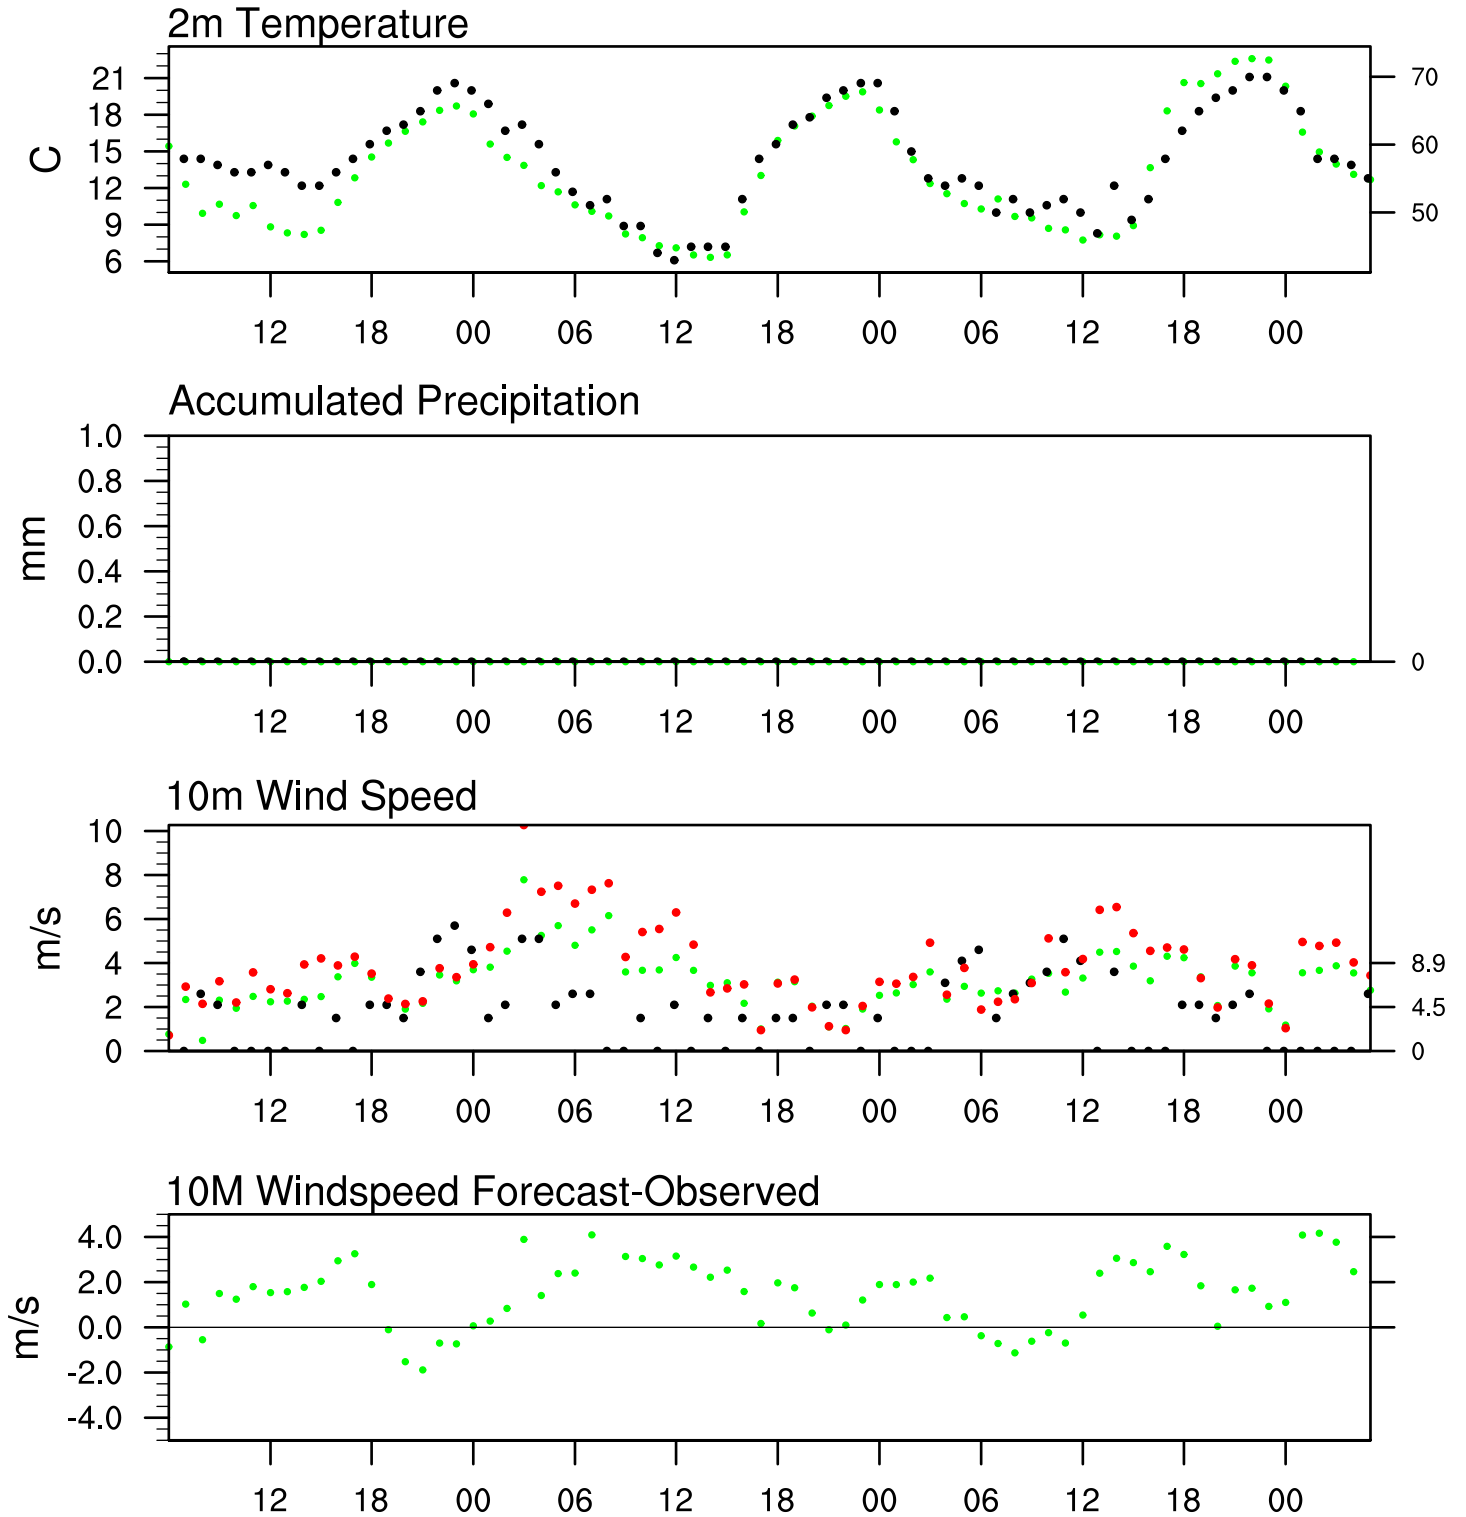 2m Temperature
21
18
15
12
9
6
C
70
60
50
12 18 00 06 12 18 00 06 12 18 00
Accumulated Precipitation
1.0
0.8
0.6
0.4
0.2
0.0
mm
0
12 18 00 06 12 18 00 06 12 18 00
10m Wind Speed
10
8
6
4
2
0
m/s
8.9
4.5
0
12 18 00 06 12 18 00 06 12 18 00
10M Windspeed Forecast-Observed
4.0
2.0
0.0
-2.0
-4.0
m/s
12 18 00 06 12 18 00 06 12 18 00